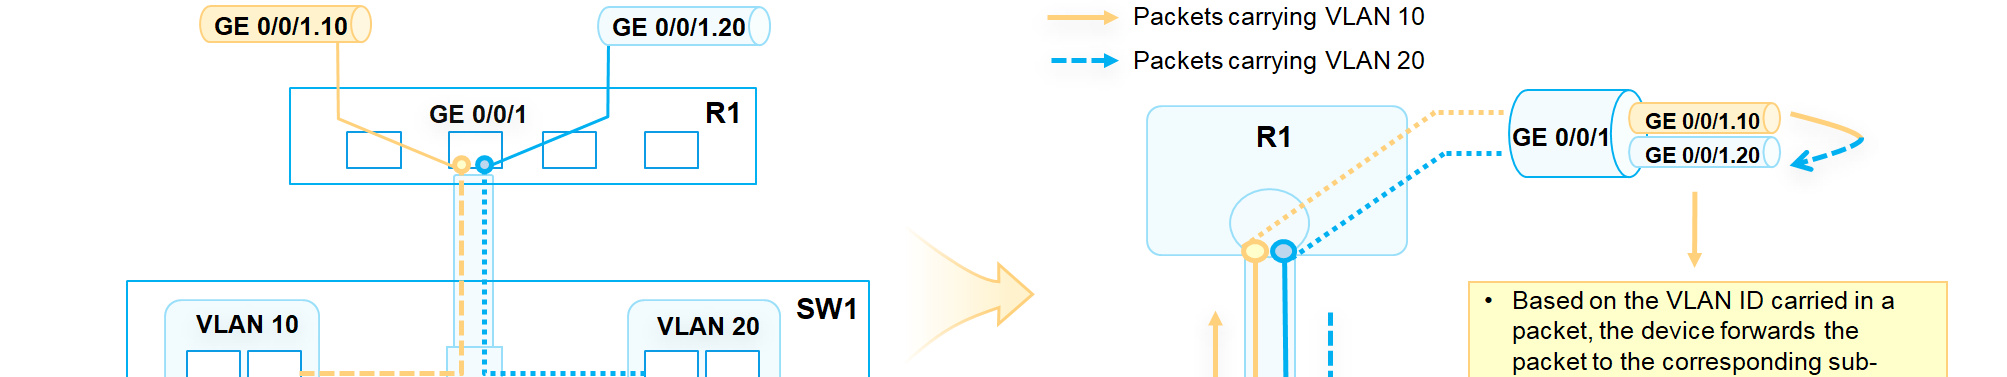 GE 0/0/1.10
GE 0/0/1.20
GE 0/0/1
R1
SW1
VLAN 10
VLAN 20
Packets carrying VLAN 10
Packets carrying VLAN 20
R1
GE 0/0/1
GE 0/0/1.10
GE 0/0/1.20
• Based on the VLAN ID carried in a
packet, the device forwards the
packet to the corresponding sub-